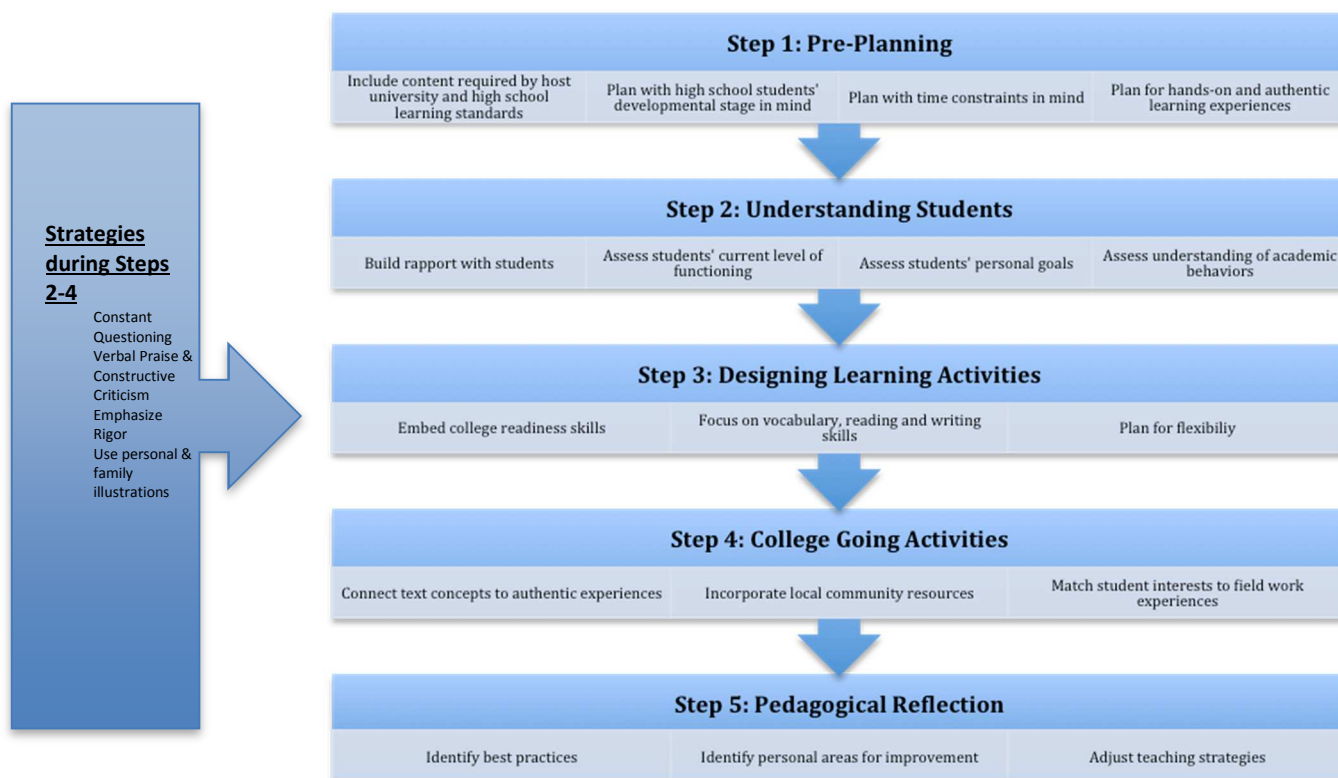 Strategies
during Steps
2-4
Constant
Questioning
Verbal Praise &
Constructive
Criticism
Emphasize
Rigor
Use personal &
family
illustrations
Step 1: Pre-Planning
Include content required by host
university and high school
learning standards
Plan with high school students'
developmental stage in mind
Plan with time constraints in mind
Plan for hands-on and authentic
learning experiences
Step 2: Understanding Students
Build rapport with students
Assess students' current level of
functioning
Assess students' personal goals
Assess understanding of academic
behaviors
Step 3: Designing Learning Activities
Embed college readiness skills
Focus on vocabulary, reading and writing
skills
Plan for flexibiliy
Step 4: College Going Activities
Connect text concepts to authentic experiences
Incorporate local community resources
Match student interests to field work
experiences
Step 5: Pedagogical Reflection
Identify best practices
Identify personal areas for improvement
Adjust teaching strategies